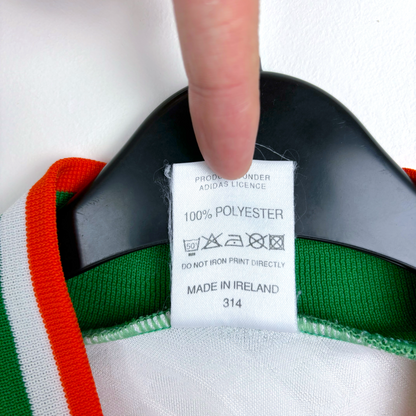 ADIDAS LICENCE
100% POLYESTER
50°
DO NOT IRON PRINT DIRECTLY
MADE IN IRELAND
314